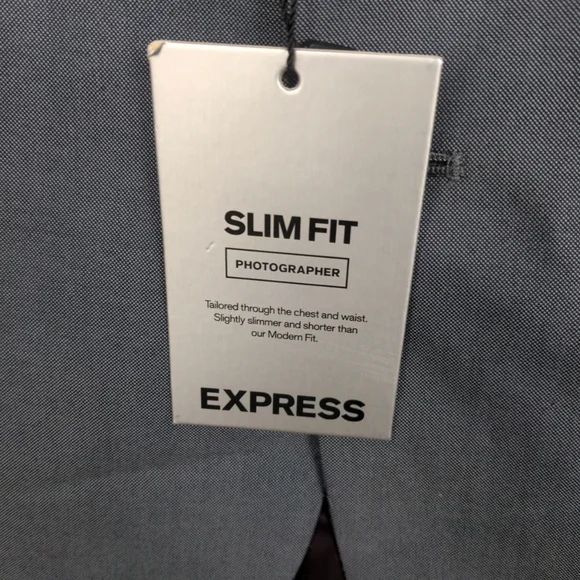 SLIM FIT
PHOTOGRAPHER
Tailored through the chest and waist.
Slightly slimmer and shorter than
our Modern Fit.
EXPRESS